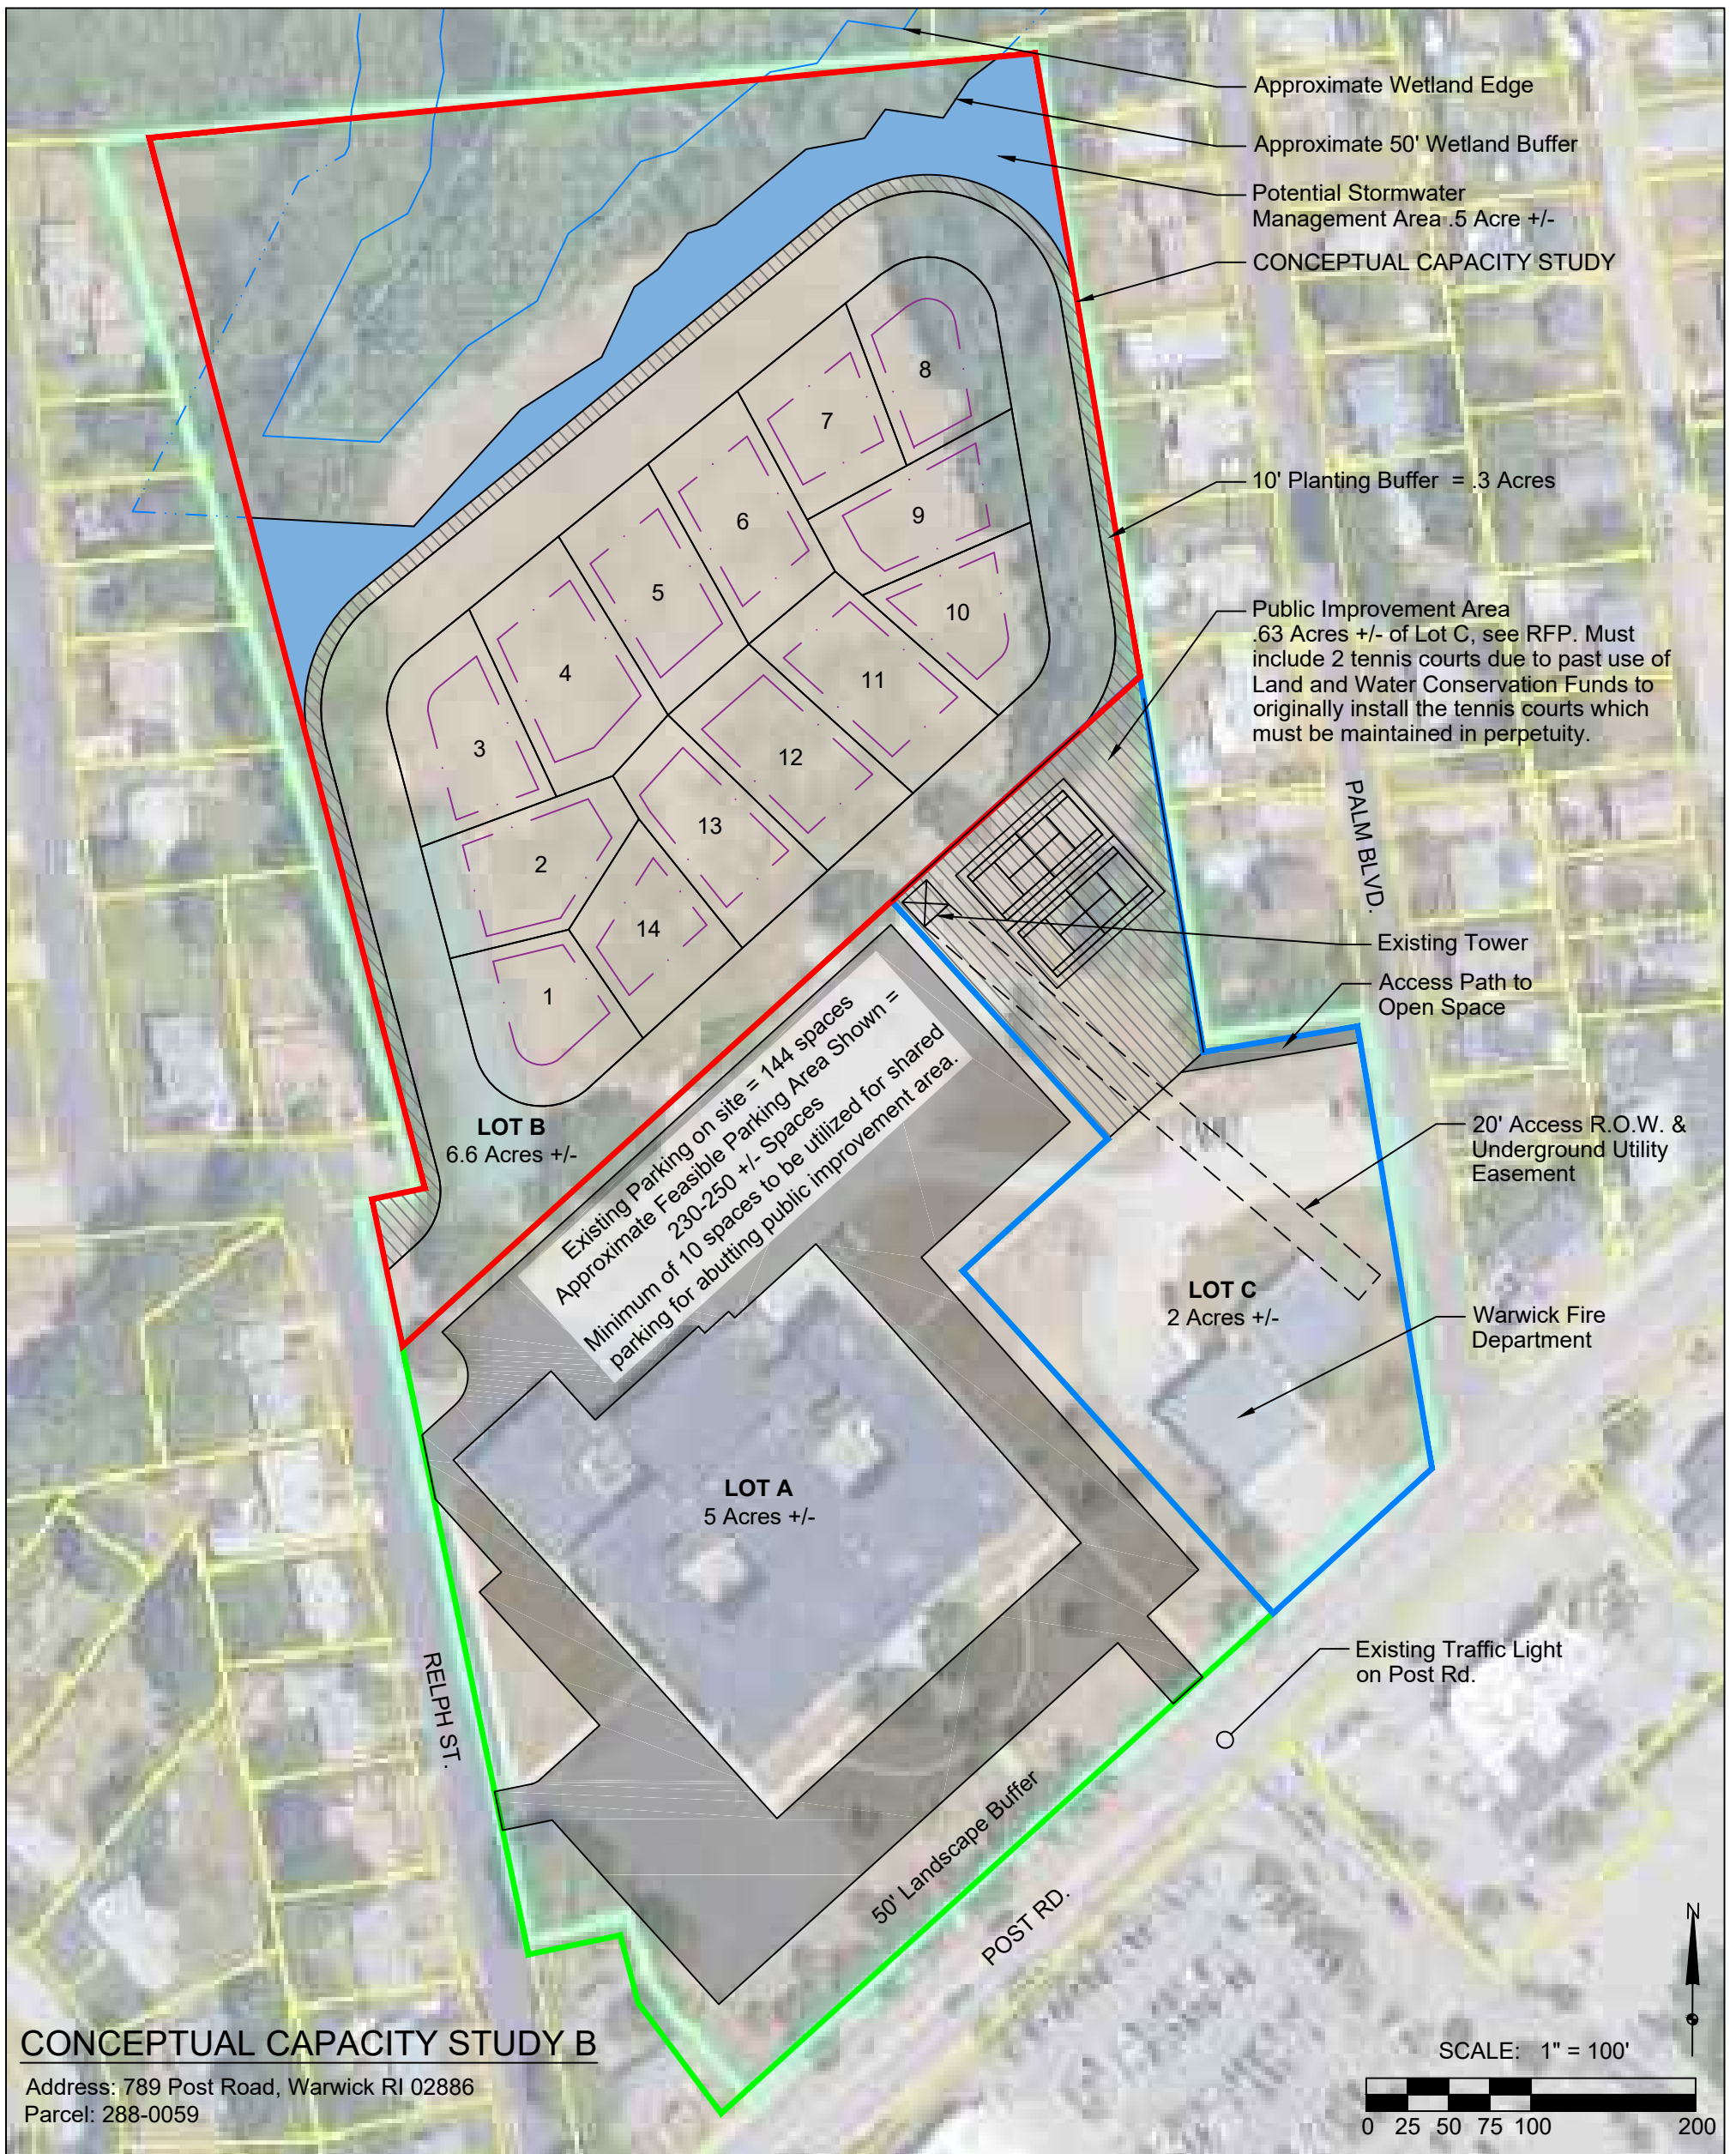 Approximate Wetland Edge
Approximate 50' Wetland Buffer
Potential Stormwater
Management Area .5 Acre +/-
CONCEPTUAL CAPACITY STUDY
8
7
10' Planting Buffer = .3 Acres
6
9
5
10
Public Improvement Area
.63 Acres +/- of Lot C, see RFP. Must
include 2 tennis courts due to past use of
Land and Water Conservation Funds to
originally install the tennis courts which
must be maintained in perpetuity.
4
11
3
12
13
2
14
1
PALM BLVD.
Existing Tower
Access Path to
Open Space
Existing Parking on site = 144 spaces
Approximate Feasible Parking Area Shown =
230-250 +/- Spaces
Minimum of 10 spaces to be utilized for shared
parking for abutting public improvement area.
LOT B
6.6 Acres +/-
20' Access R.O.W. &
Underground Utility
Easement
LOT C
2 Acres +/-
Warwick Fire
Department
LOT A
5 Acres +/-
Existing Traffic Light
on Post Rd.
RELPH ST.
50' Landscape Buffer
POST RD.
N
CONCEPTUAL CAPACITY STUDY B
Address: 789 Post Road, Warwick RI 02886
Parcel: 288-0059
SCALE: 1" = 100'
0 25 50 75 100 200